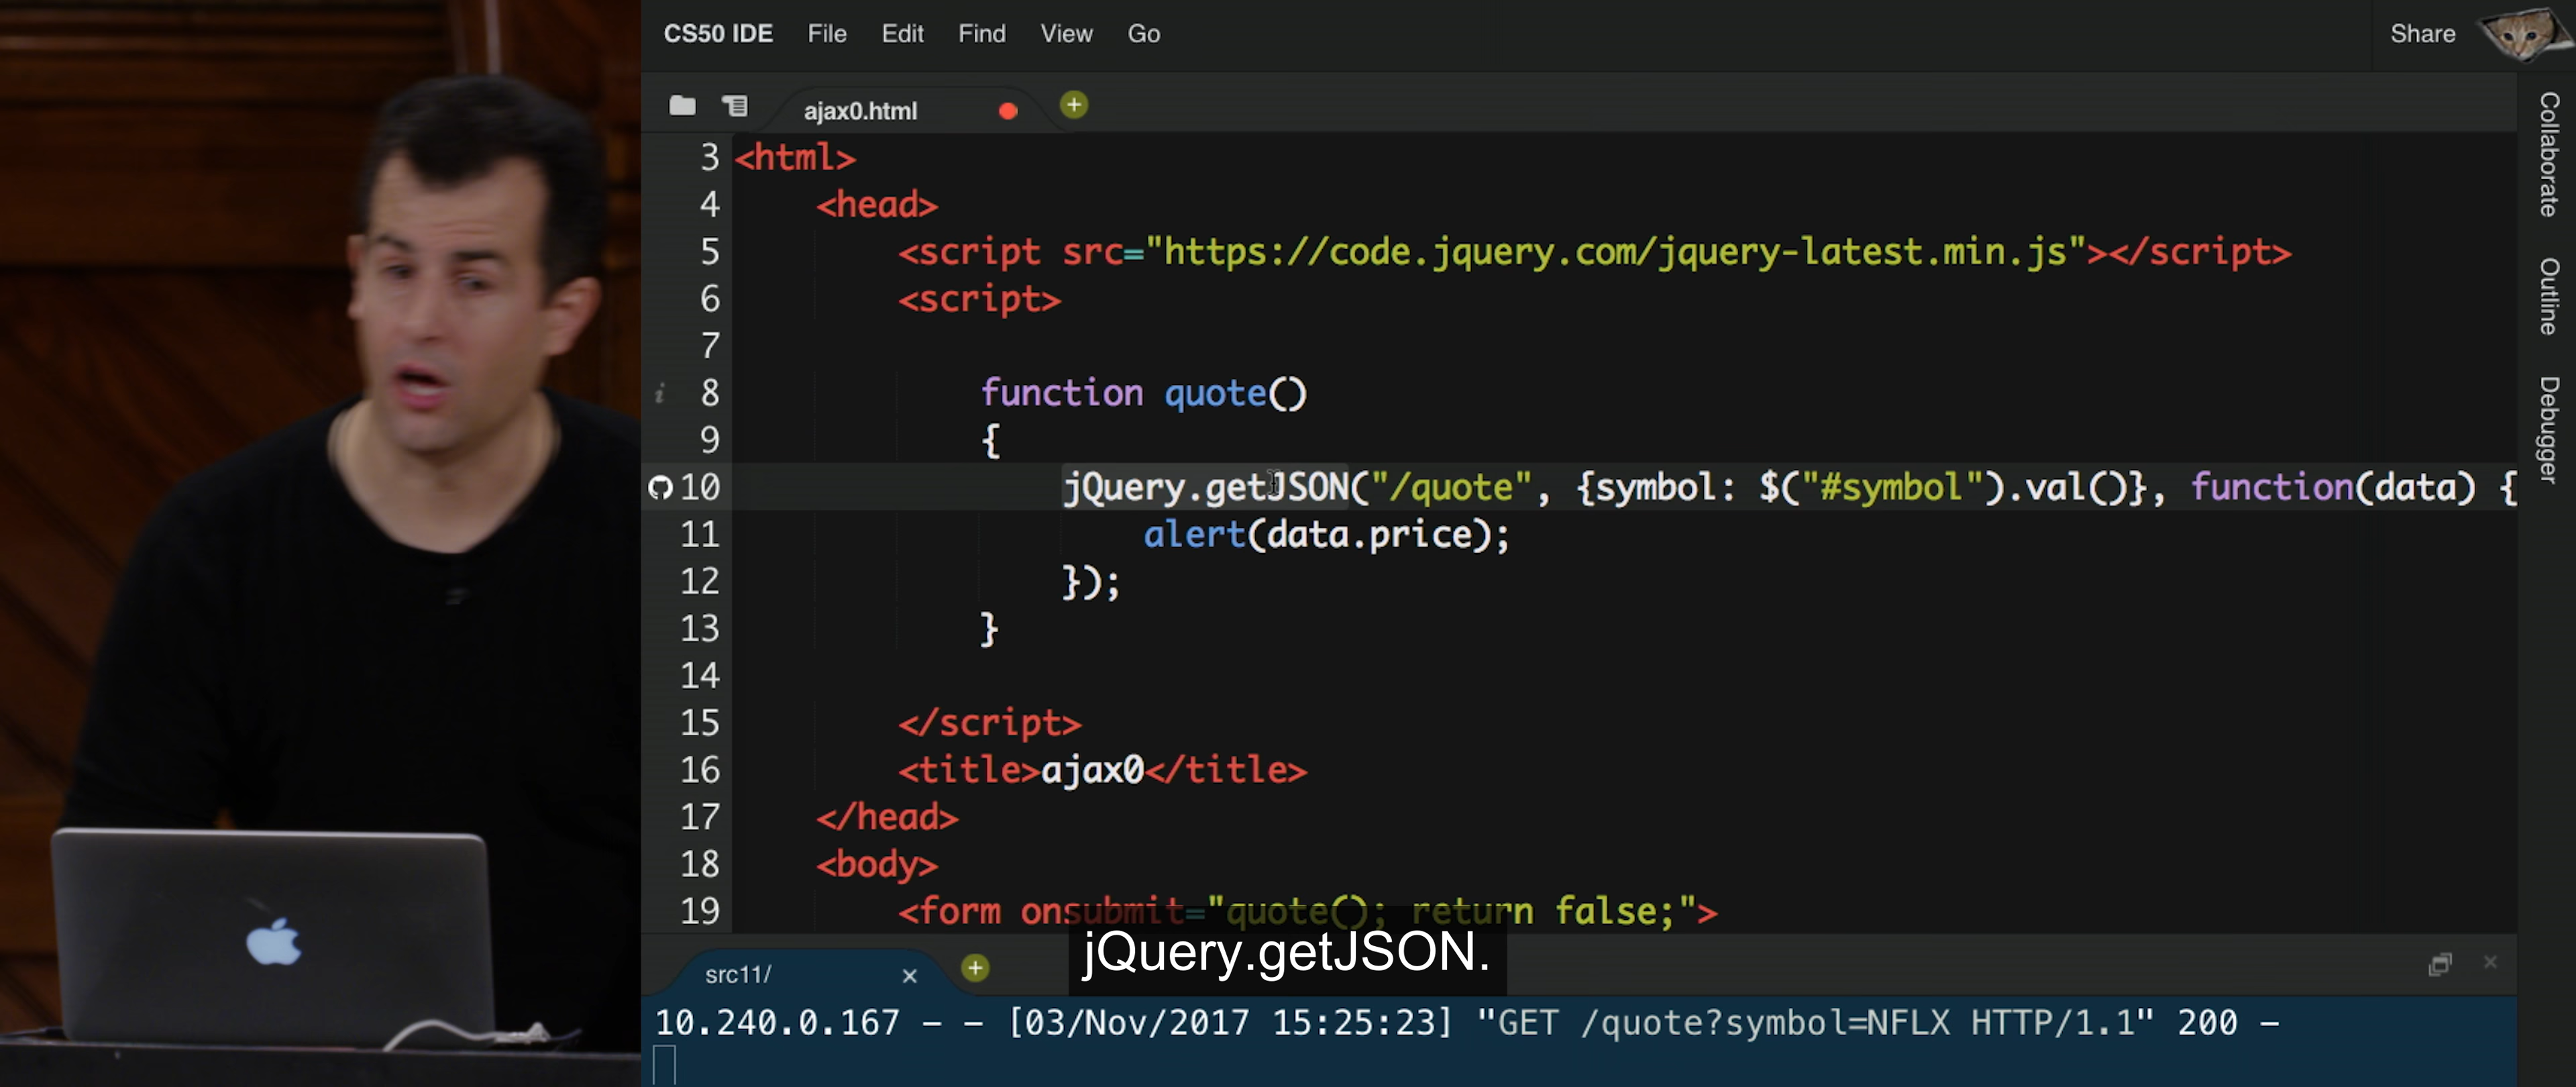 CS50 IDE File Edit Find View Go Share
ajax0.html
3 <html>
4 <head>
5 <script src="https://code.jquery.com/jquery-latest.min.js"></script>
6 <script>
7
8 function quote()
9 {
10 jQuery.getJSON("/quote", {symbol: $("#symbol").val()}, function(data) {
11 alert(data.price);
12 });
13 }
14
15 </script>
16 <title>ajax0</title>
17 </head>
18 <body>
19 <form onsubmit="quote(); return false;">
Collaborate
Outline
Debugger
jQuery.getJSON.
src11/
10.240.0.167 - - [03/Nov/2017 15:25:23] "GET /quote?symbol=NFLX HTTP/1.1" 200 -